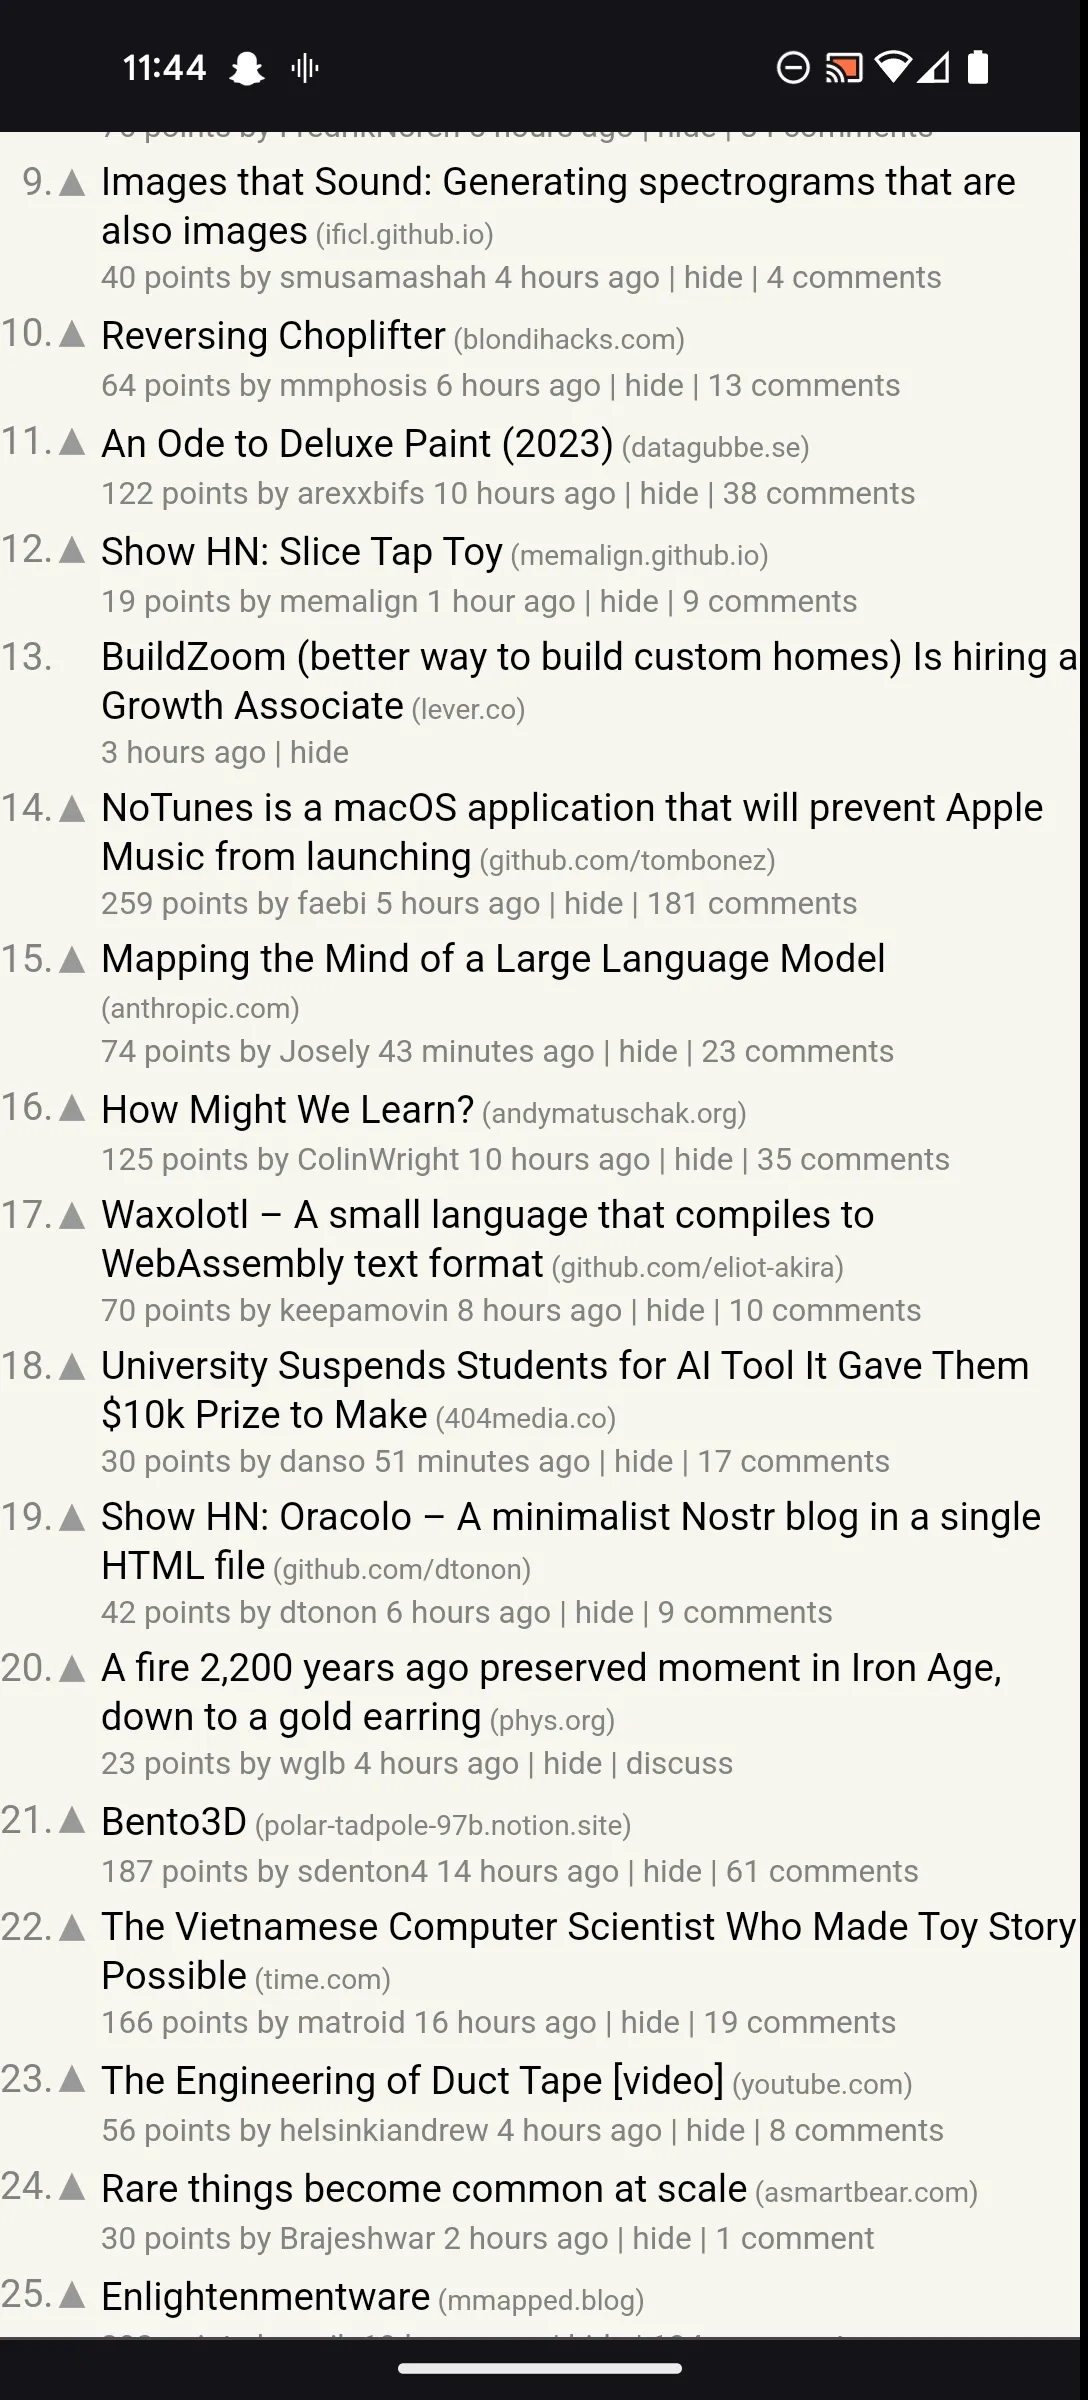 11:44
9. Images that Sound: Generating spectrograms that are
also images (ificl.github.io)
40 points by smusamashah 4 hours ago | hide | 4 comments
10. Reversing Choplifter (blondihacks.com)
64 points by mmphosis 6 hours ago | hide | 13 comments
11. An Ode to Deluxe Paint (2023) (datagubbe.se)
122 points by arexxbifs 10 hours ago | hide | 38 comments
12. Show HN: Slice Tap Toy (memalign.github.io)
19 points by memalign 1 hour ago | hide | 9 comments
13. BuildZoom (better way to build custom homes) Is hiring a
Growth Associate (lever.co)
3 hours ago | hide
14. NoTunes is a macOS application that will prevent Apple
Music from launching (github.com/tombonez)
259 points by faebi 5 hours ago | hide | 181 comments
15. Mapping the Mind of a Large Language Model
(anthropic.com)
74 points by Josely 43 minutes ago | hide | 23 comments
16. How Might We Learn? (andymatuschak.org)
125 points by ColinWright 10 hours ago | hide | 35 comments
17. Waxolotl – A small language that compiles to
WebAssembly text format (github.com/eliot-akira)
70 points by keepamovin 8 hours ago | hide | 10 comments
18. University Suspends Students for AI Tool It Gave Them
$10k Prize to Make (404media.co)
30 points by danso 51 minutes ago | hide | 17 comments
19. Show HN: Oracolo – A minimalist Nostr blog in a single
HTML file (github.com/dtonon)
42 points by dtonon 6 hours ago | hide | 9 comments
20. A fire 2,200 years ago preserved moment in Iron Age,
down to a gold earring (phys.org)
23 points by wglb 4 hours ago | hide | discuss
21. Bento3D (polar-tadpole-97b.notion.site)
187 points by sdenton4 14 hours ago | hide | 61 comments
22. The Vietnamese Computer Scientist Who Made Toy Story
Possible (time.com)
166 points by matroid 16 hours ago | hide | 19 comments
23. The Engineering of Duct Tape [video] (youtube.com)
56 points by helsinkiandrew 4 hours ago | hide | 8 comments
24. Rare things become common at scale (asmartbear.com)
30 points by Brajeshwar 2 hours ago | hide | 1 comment
25. Enlightenmentware (mmapped.blog)